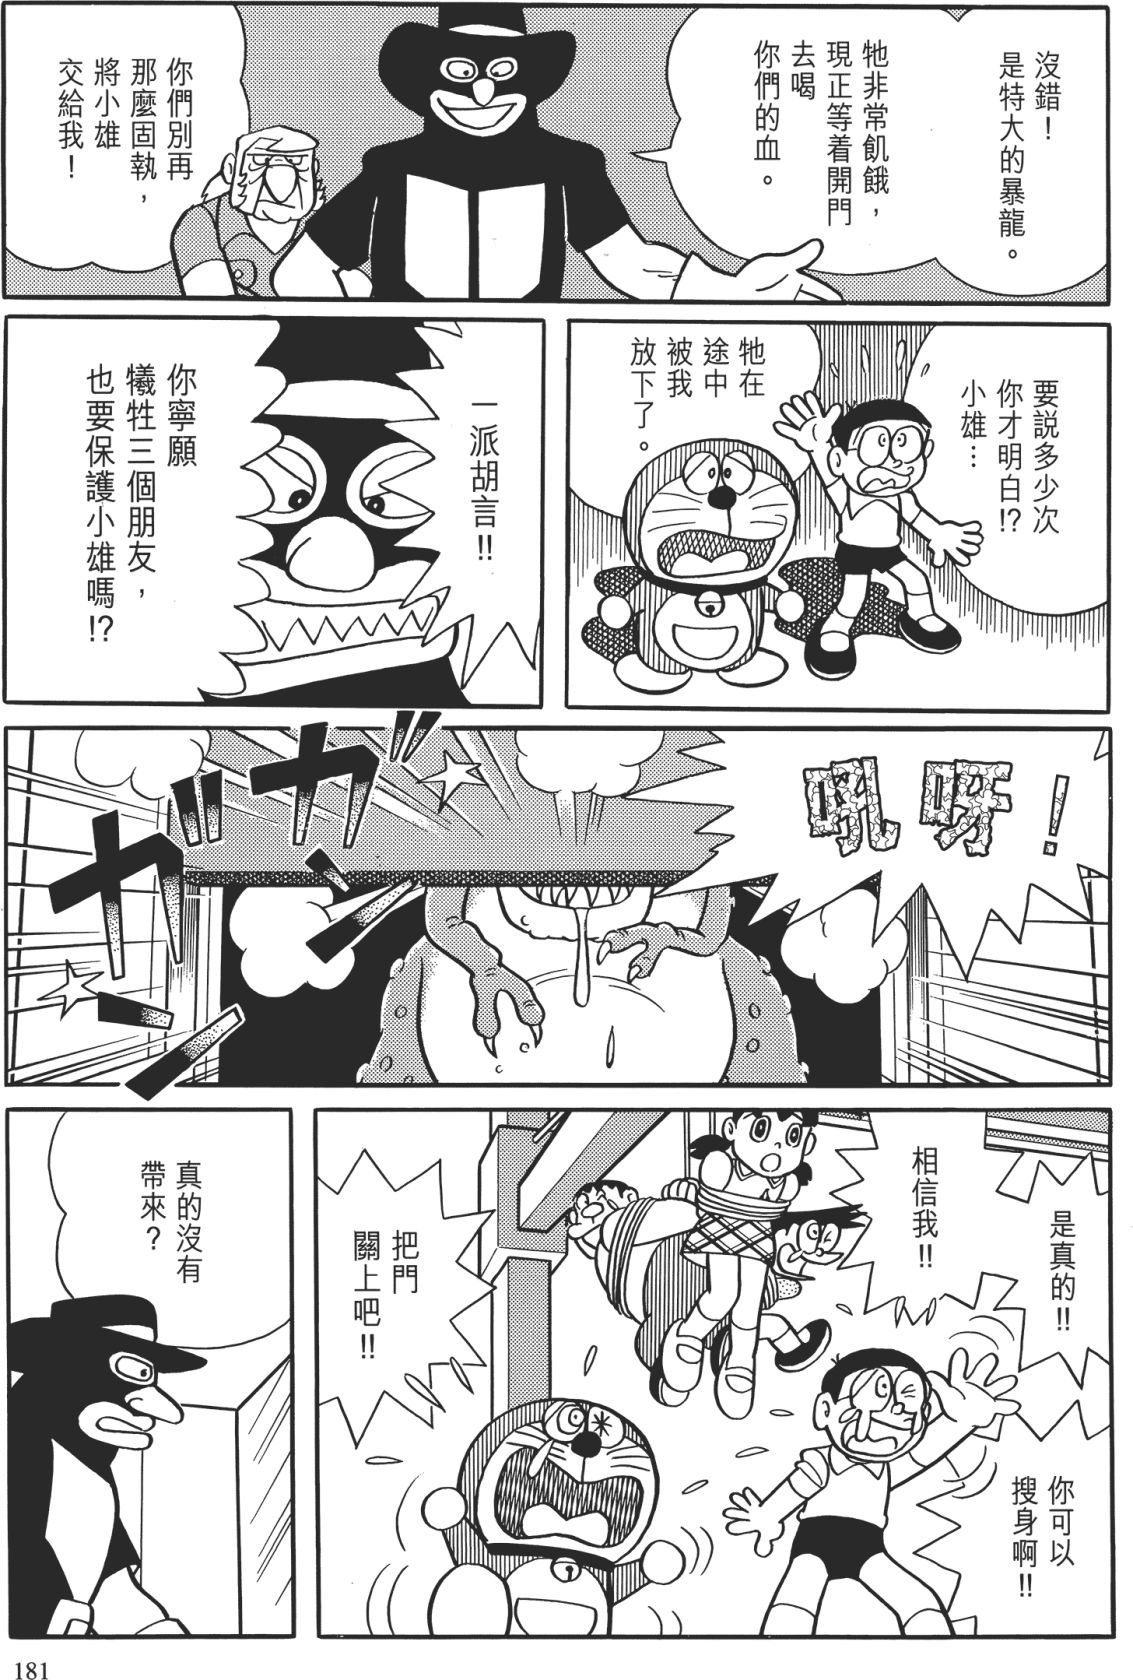 沒錯！
是特大的暴龍。
牠非常飢餓，
現正等着開門
去喝
你們的血。
你們別再
那麼固執，
將小雄
交給我！
要説多少次
你才明白!?
小雄…
牠在
途中
被我
放下了。
一派胡言!!
你寧願
犧牲三個朋友，
也要保護小雄嗎!?
吼呀！
ガガ
是真的!!
相信我!!
你可以
搜身啊!!
把門
關上吧!!
真的沒有
帶來？
181